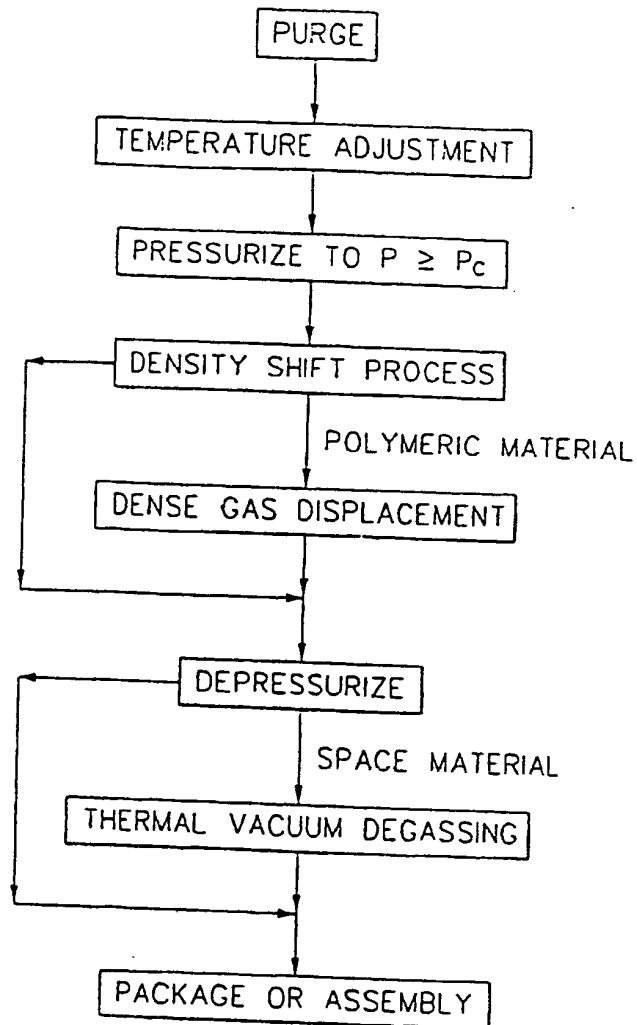 PURGE
TEMPERATURE ADJUSTMENT
PRESSURIZE TO P ≥ Pc
DENSITY SHIFT PROCESS
POLYMERIC MATERIAL
DENSE GAS DISPLACEMENT
DEPRESSURIZE
SPACE MATERIAL
THERMAL VACUUM DEGASSING
PACKAGE OR ASSEMBLY